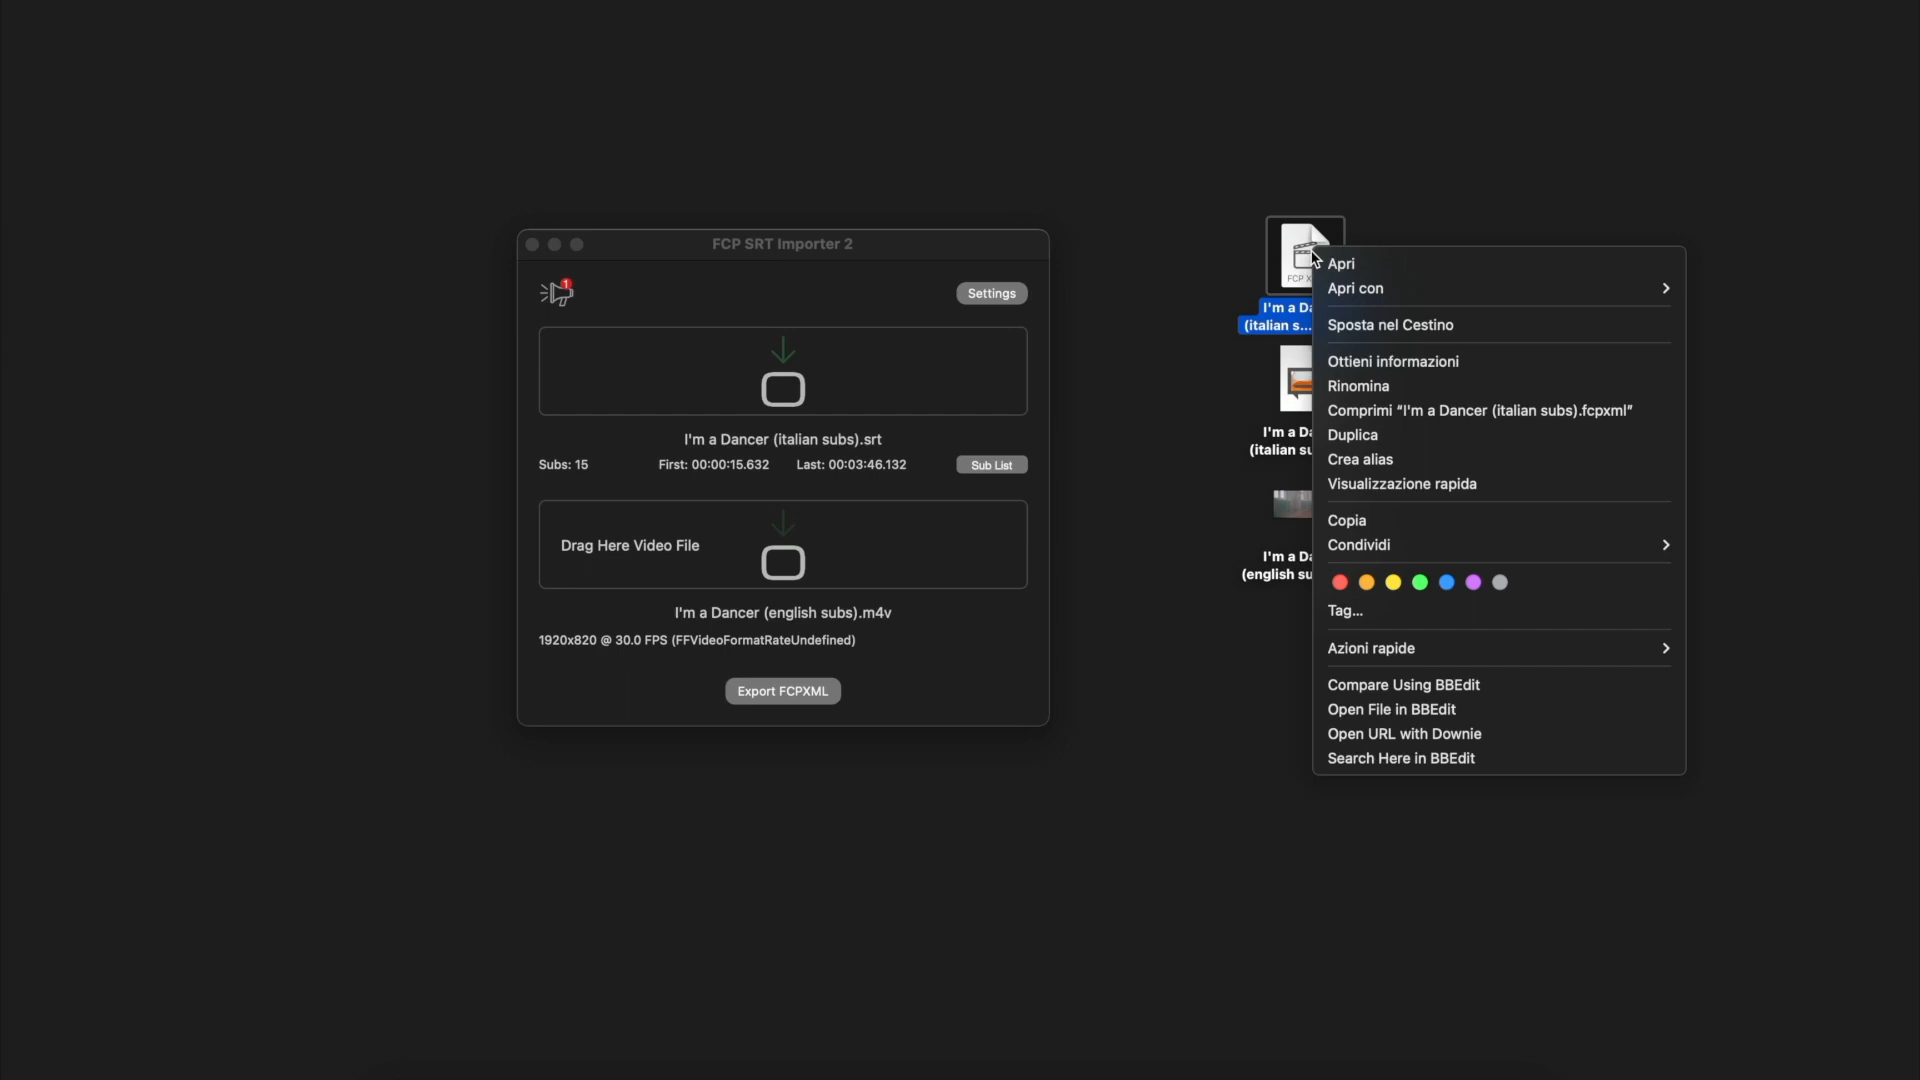 FCP SRT Importer 2
1
Settings
I'm a Dancer (italian subs).srt
Subs: 15 First: 00:00:15.632 Last: 00:03:46.132 Sub List
Drag Here Video File
I'm a Dancer (english subs).m4v
1920x820 @ 30.0 FPS (FFVideoFormatRateUndefined)
Export FCPXML
FCP
I'm a
(italian s...
I'm a
(italian
I'm a
(english
Apri
Apri con
Sposta nel Cestino
Ottieni informazioni
Rinomina
Comprimi “I'm a Dancer (italian subs).fcpxml”
Duplica
Crea alias
Visualizzazione rapida
Copia
Condividi
Tag...
Azioni rapide
Compare Using BBEdit
Open File in BBEdit
Open URL with Downie
Search Here in BBEdit